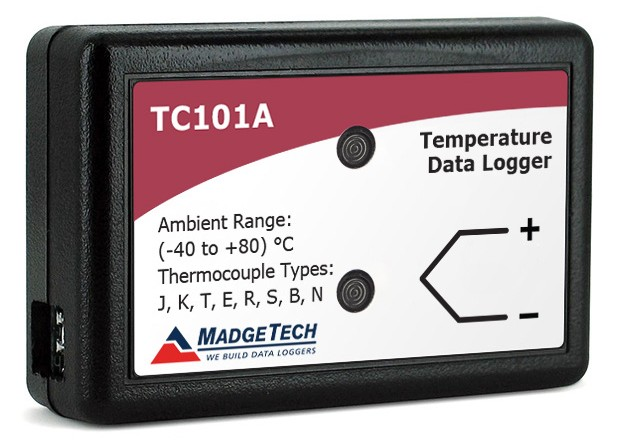 TC101A
Temperature
Data Logger
Ambient Range:
(-40 to +80) °C
Thermocouple Types:
J, K, T, E, R, S, B, N
+
−
MADGETECH
WE BUILD DATA LOGGERS